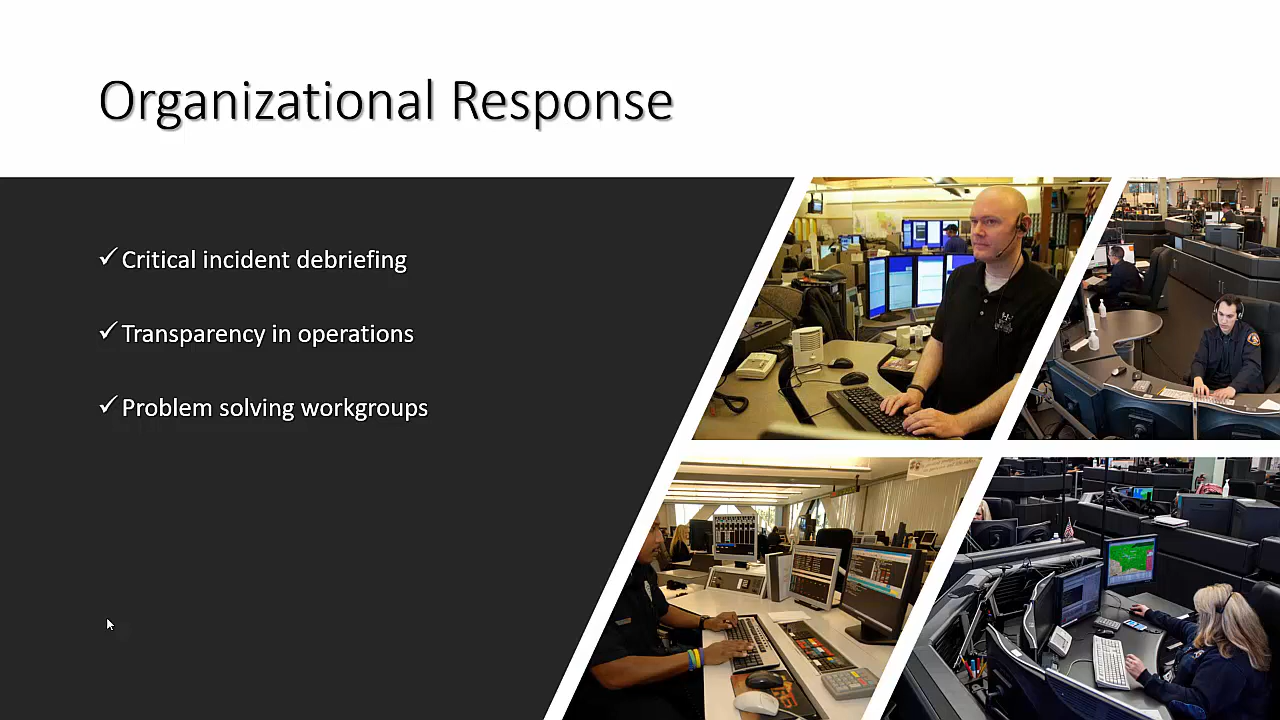 Organizational Response
✓Critical incident debriefing
✓Transparency in operations
✓Problem solving workgroups